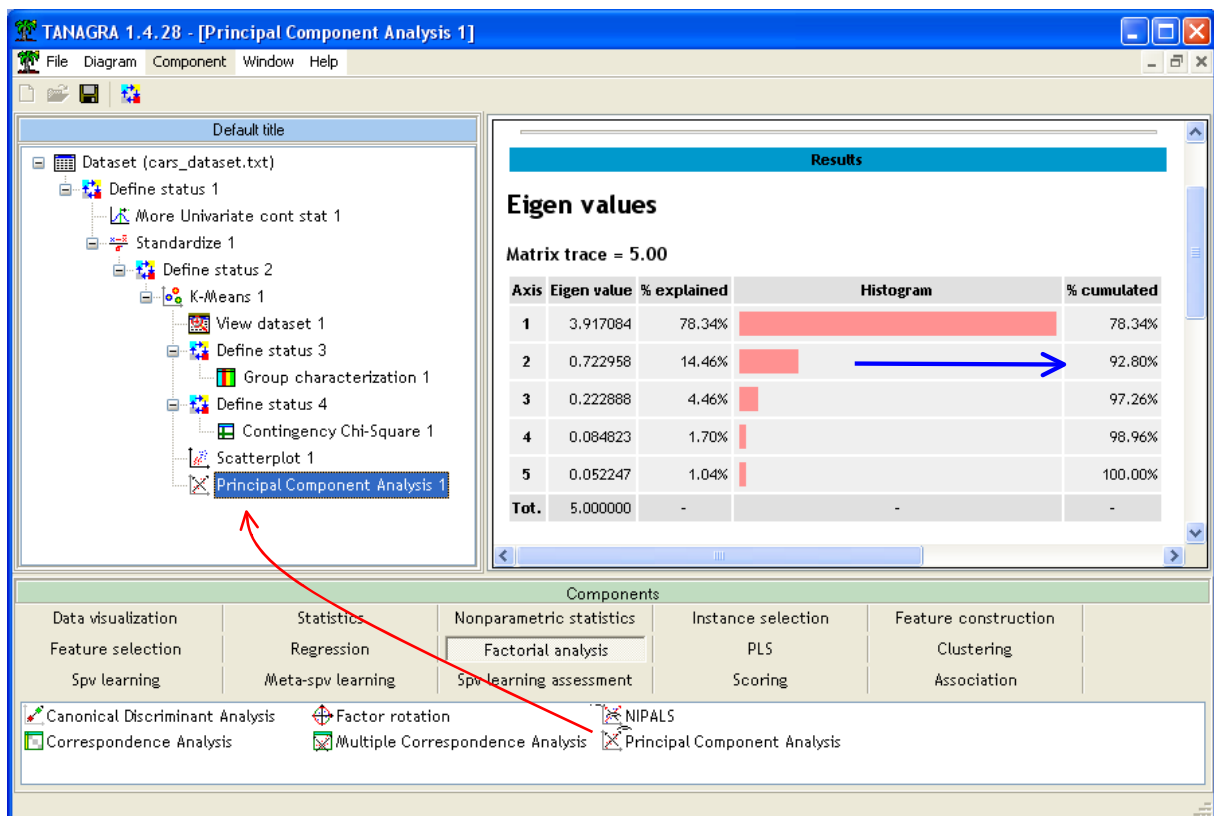 TANAGRA 1.4.28 - [Principal Component Analysis 1]
File Diagram Component Window Help
Default title
Dataset (cars_dataset.txt)
Define status 1
More Univariate cont stat 1
Standardize 1
Define status 2
K-Means 1
View dataset 1
Define status 3
Group characterization 1
Define status 4
Contingency Chi-Square 1
Scatterplot 1
Principal Component Analysis 1
Results
Eigen values
Matrix trace = 5.00
Axis Eigen value % explained Histogram % cumulated
1 3.917084 78.34% 78.34%
2 0.722958 14.46% 92.80%
3 0.222888 4.46% 97.26%
4 0.084823 1.70% 98.96%
5 0.052247 1.04% 100.00%
Tot. 5.000000 - - -
Components
Data visualization Statistics Nonparametric statistics Instance selection Feature construction
Feature selection Regression Factorial analysis PLS Clustering
Spv learning Meta-spv learning Spv learning assessment Scoring Association
Canonical Discriminant Analysis Factor rotation NIPALS
Correspondence Analysis Multiple Correspondence Analysis Principal Component Analysis